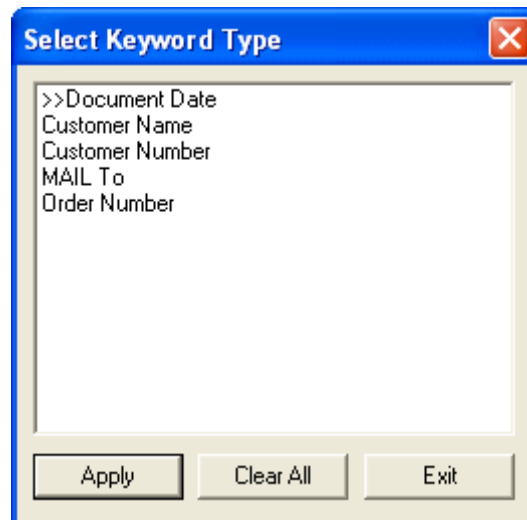 Select Keyword Type
>>Document Date
Customer Name
Customer Number
MAIL To
Order Number
Apply
Clear All
Exit